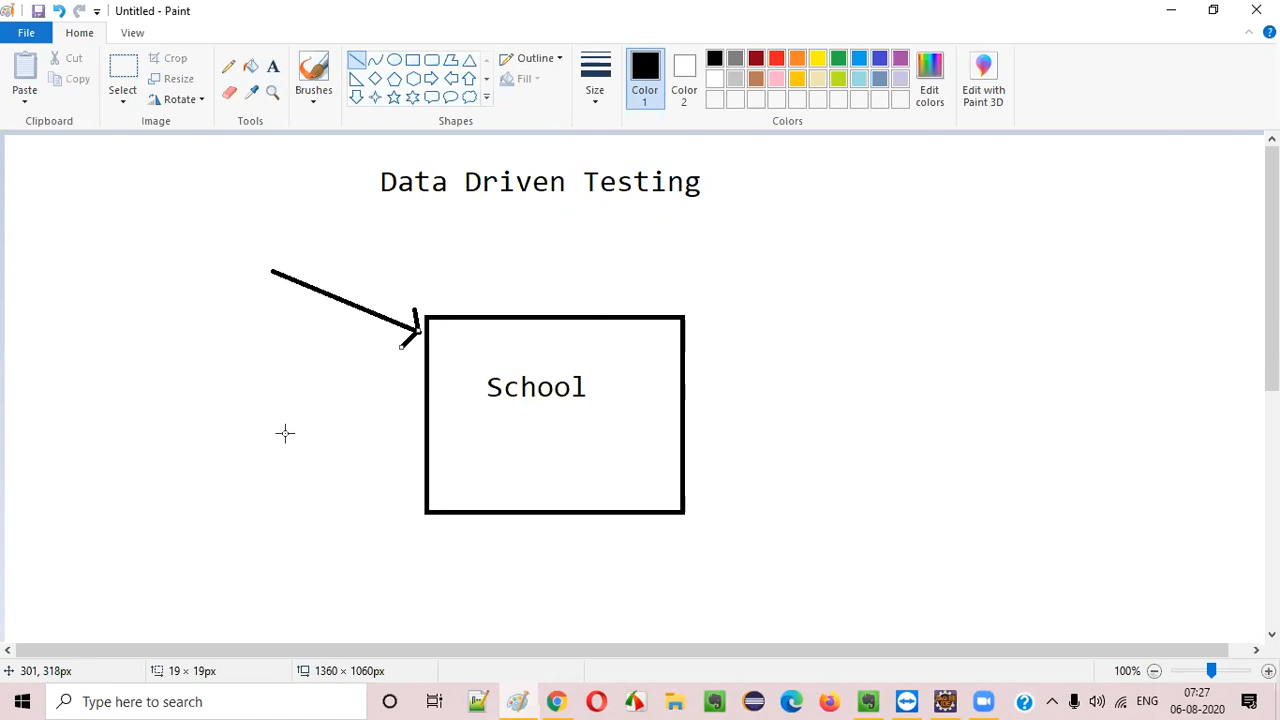 Untitled - Paint
File Home View
Paste
Cut
Copy
Clipboard
Select
Crop
Resize
Rotate
Image
Tools
Brushes
Shapes
Outline
Fill
Size
Color 1
Color 2
Edit colors
Colors
Edit with Paint 3D
Data Driven Testing
School
301, 318px
19 × 19px
1360 × 1060px
100%
Type here to search
ENG
07:27
06-08-2020